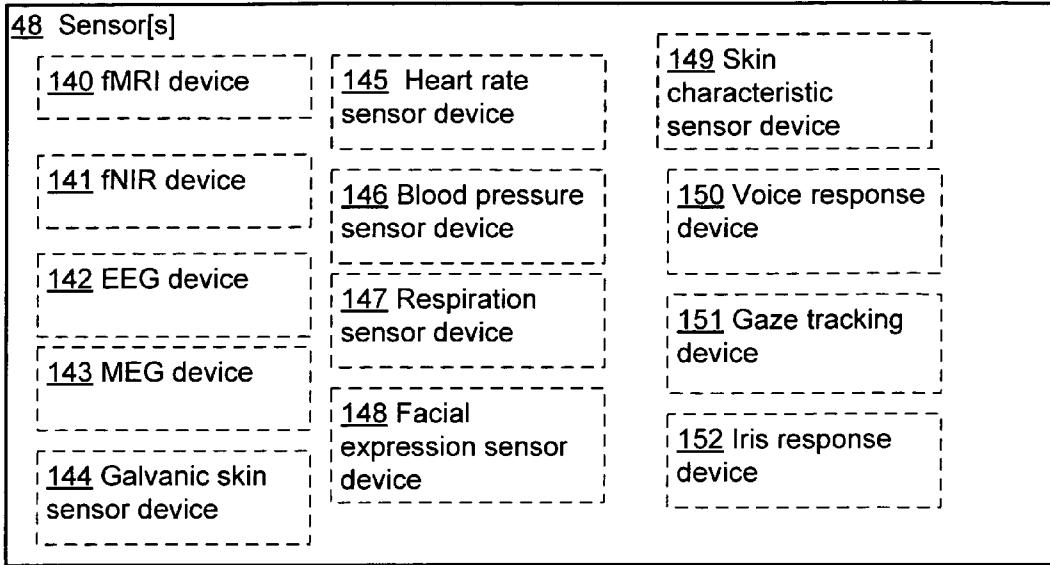 48 Sensor[s]
140 fMRI device
141 fNIR device
142 EEG device
143 MEG device
144 Galvanic skin
sensor device
145 Heart rate
sensor device
146 Blood pressure
sensor device
147 Respiration
sensor device
148 Facial
expression sensor
device
149 Skin
characteristic
sensor device
150 Voice response
device
151 Gaze tracking
device
152 Iris response
device